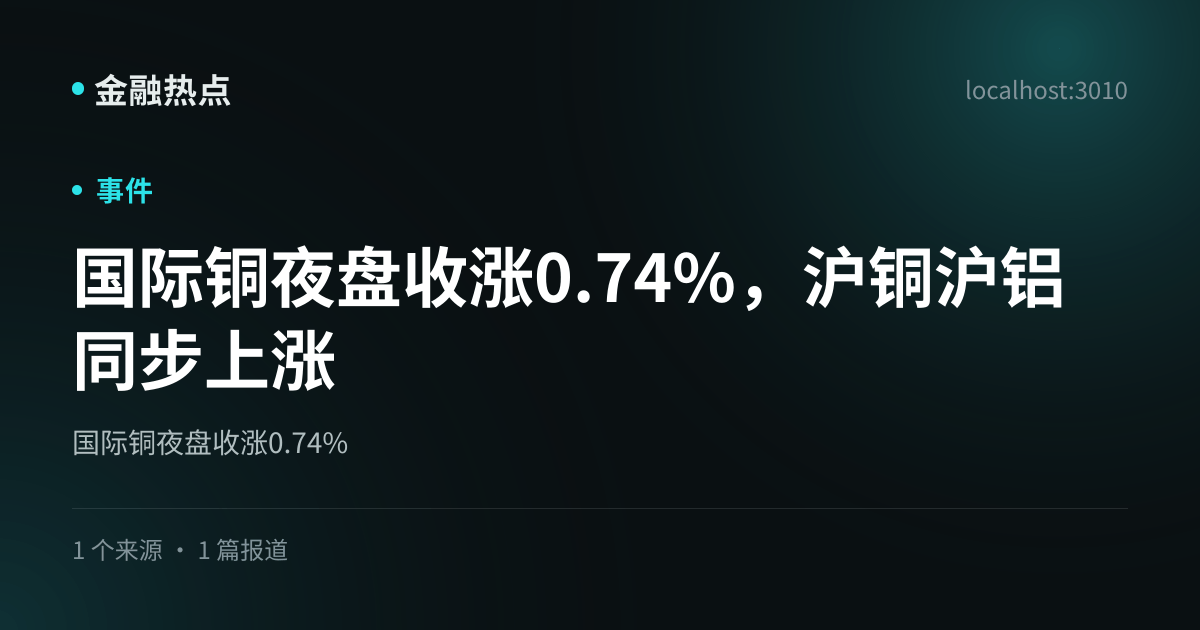 金融热点
localhost:3010
事件
国际铜夜盘收涨0.74%，沪铜沪铝
同步上涨
国际铜夜盘收涨0.74%
1 个来源 · 1 篇报道